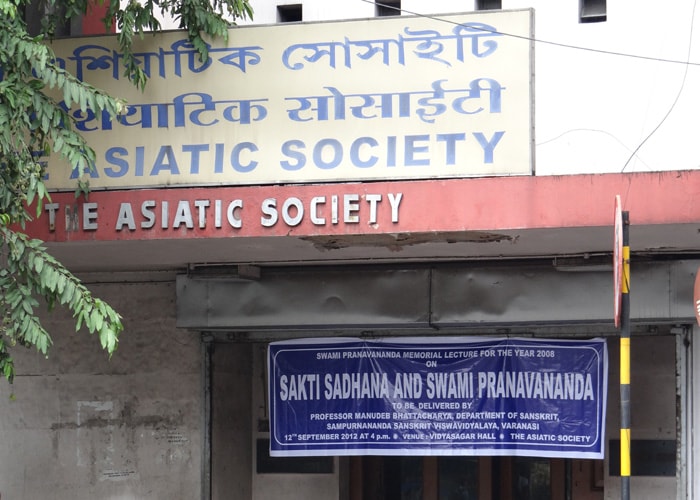 এশিয়াটিক সোসাইটি
एशियाटिक सोसाईटी
ASIATIC SOCIETY
THE ASIATIC SOCIETY
SWAMI PRANAVANANDA MEMORIAL LECTURE FOR THE YEAR 2008
ON
SAKTI SADHANA AND SWAMI PRANAVANANDA
TO BE DELIVERED BY
PROFESSOR MANUDEB BHATTACHARYA, DEPARTMENT OF SANSKRIT,
SAMPURNANANDA SANSKRIT VISWAVIDYALAYA, VARANASI
12TH SEPTEMBER 2012 AT 4 p.m. VENUE : VIDYASAGAR HALL THE ASIATIC SOCIETY